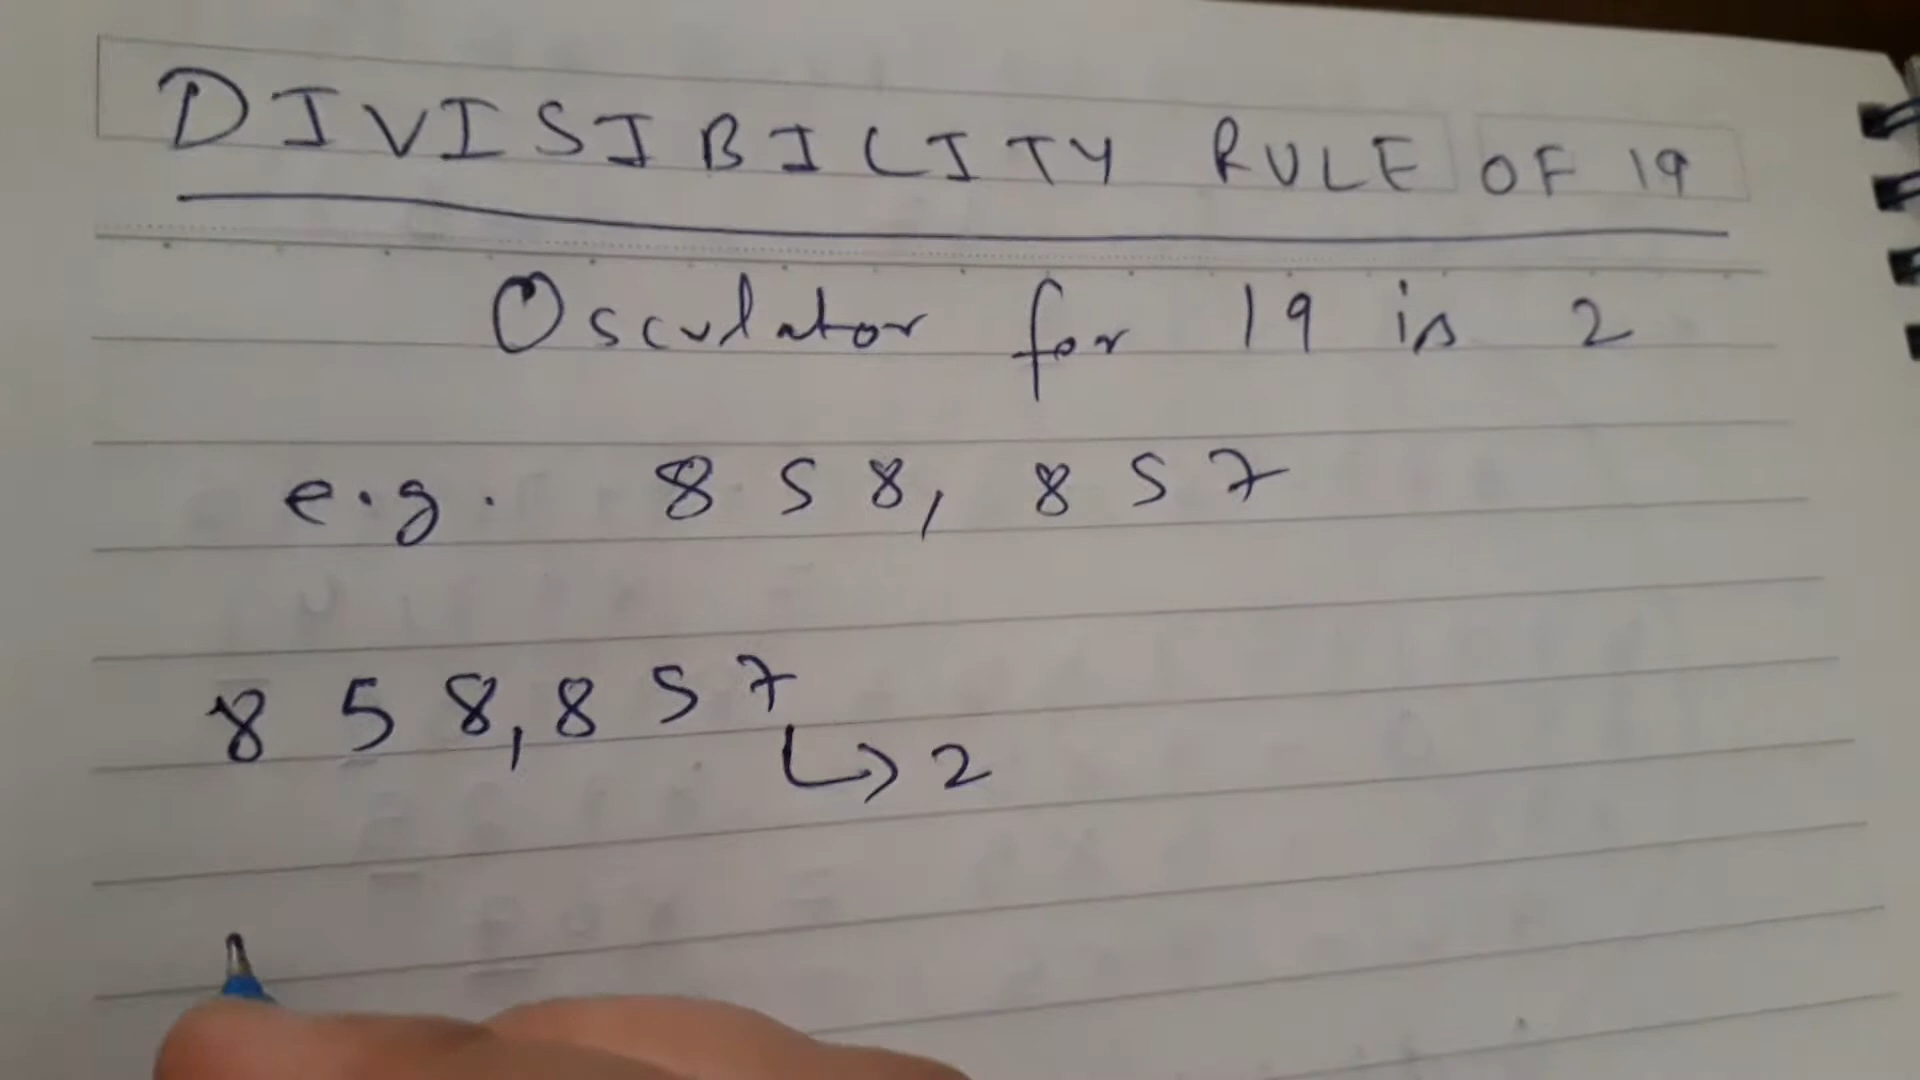 DIVISIBILITY RULE OF 19
Osculator for 19 is 2
e.g. 858,857
858,857
↳ 2